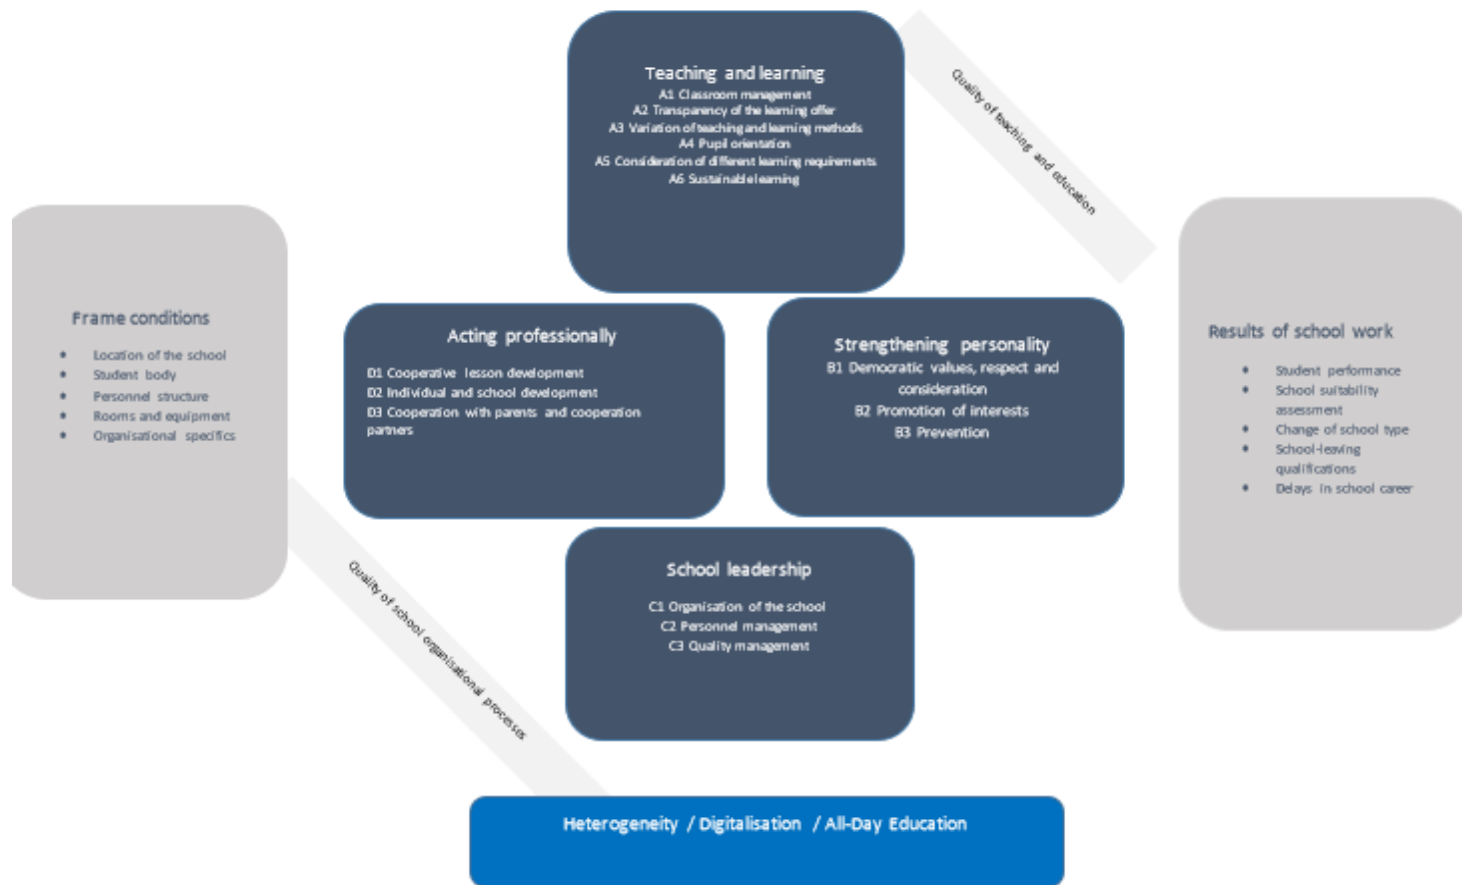 Teaching and learning
A1 Classroom management
A2 Transparency of the learning offer
A3 Variation of teaching and learning methods
A4 Pupil orientation
A5 Consideration of different learning requirements
A6 Sustainable learning
Quality of teaching and education
Frame conditions
• Location of the school
• Student body
• Personnel structure
• Rooms and equipment
• Organisational specifics
Acting professionally
D1 Cooperative lesson development
D2 Individual and school development
D3 Cooperation with parents and cooperation
partners
Strengthening personality
B1 Democratic values, respect and
consideration
B2 Promotion of interests
B3 Prevention
Results of school work
• Student performance
• School suitability
assessment
• Change of school type
• School-leaving
qualifications
• Delays in school career
School leadership
C1 Organisation of the school
C2 Personnel management
C3 Quality management
Quality of school organisational processes
Heterogeneity / Digitalisation / All-Day Education